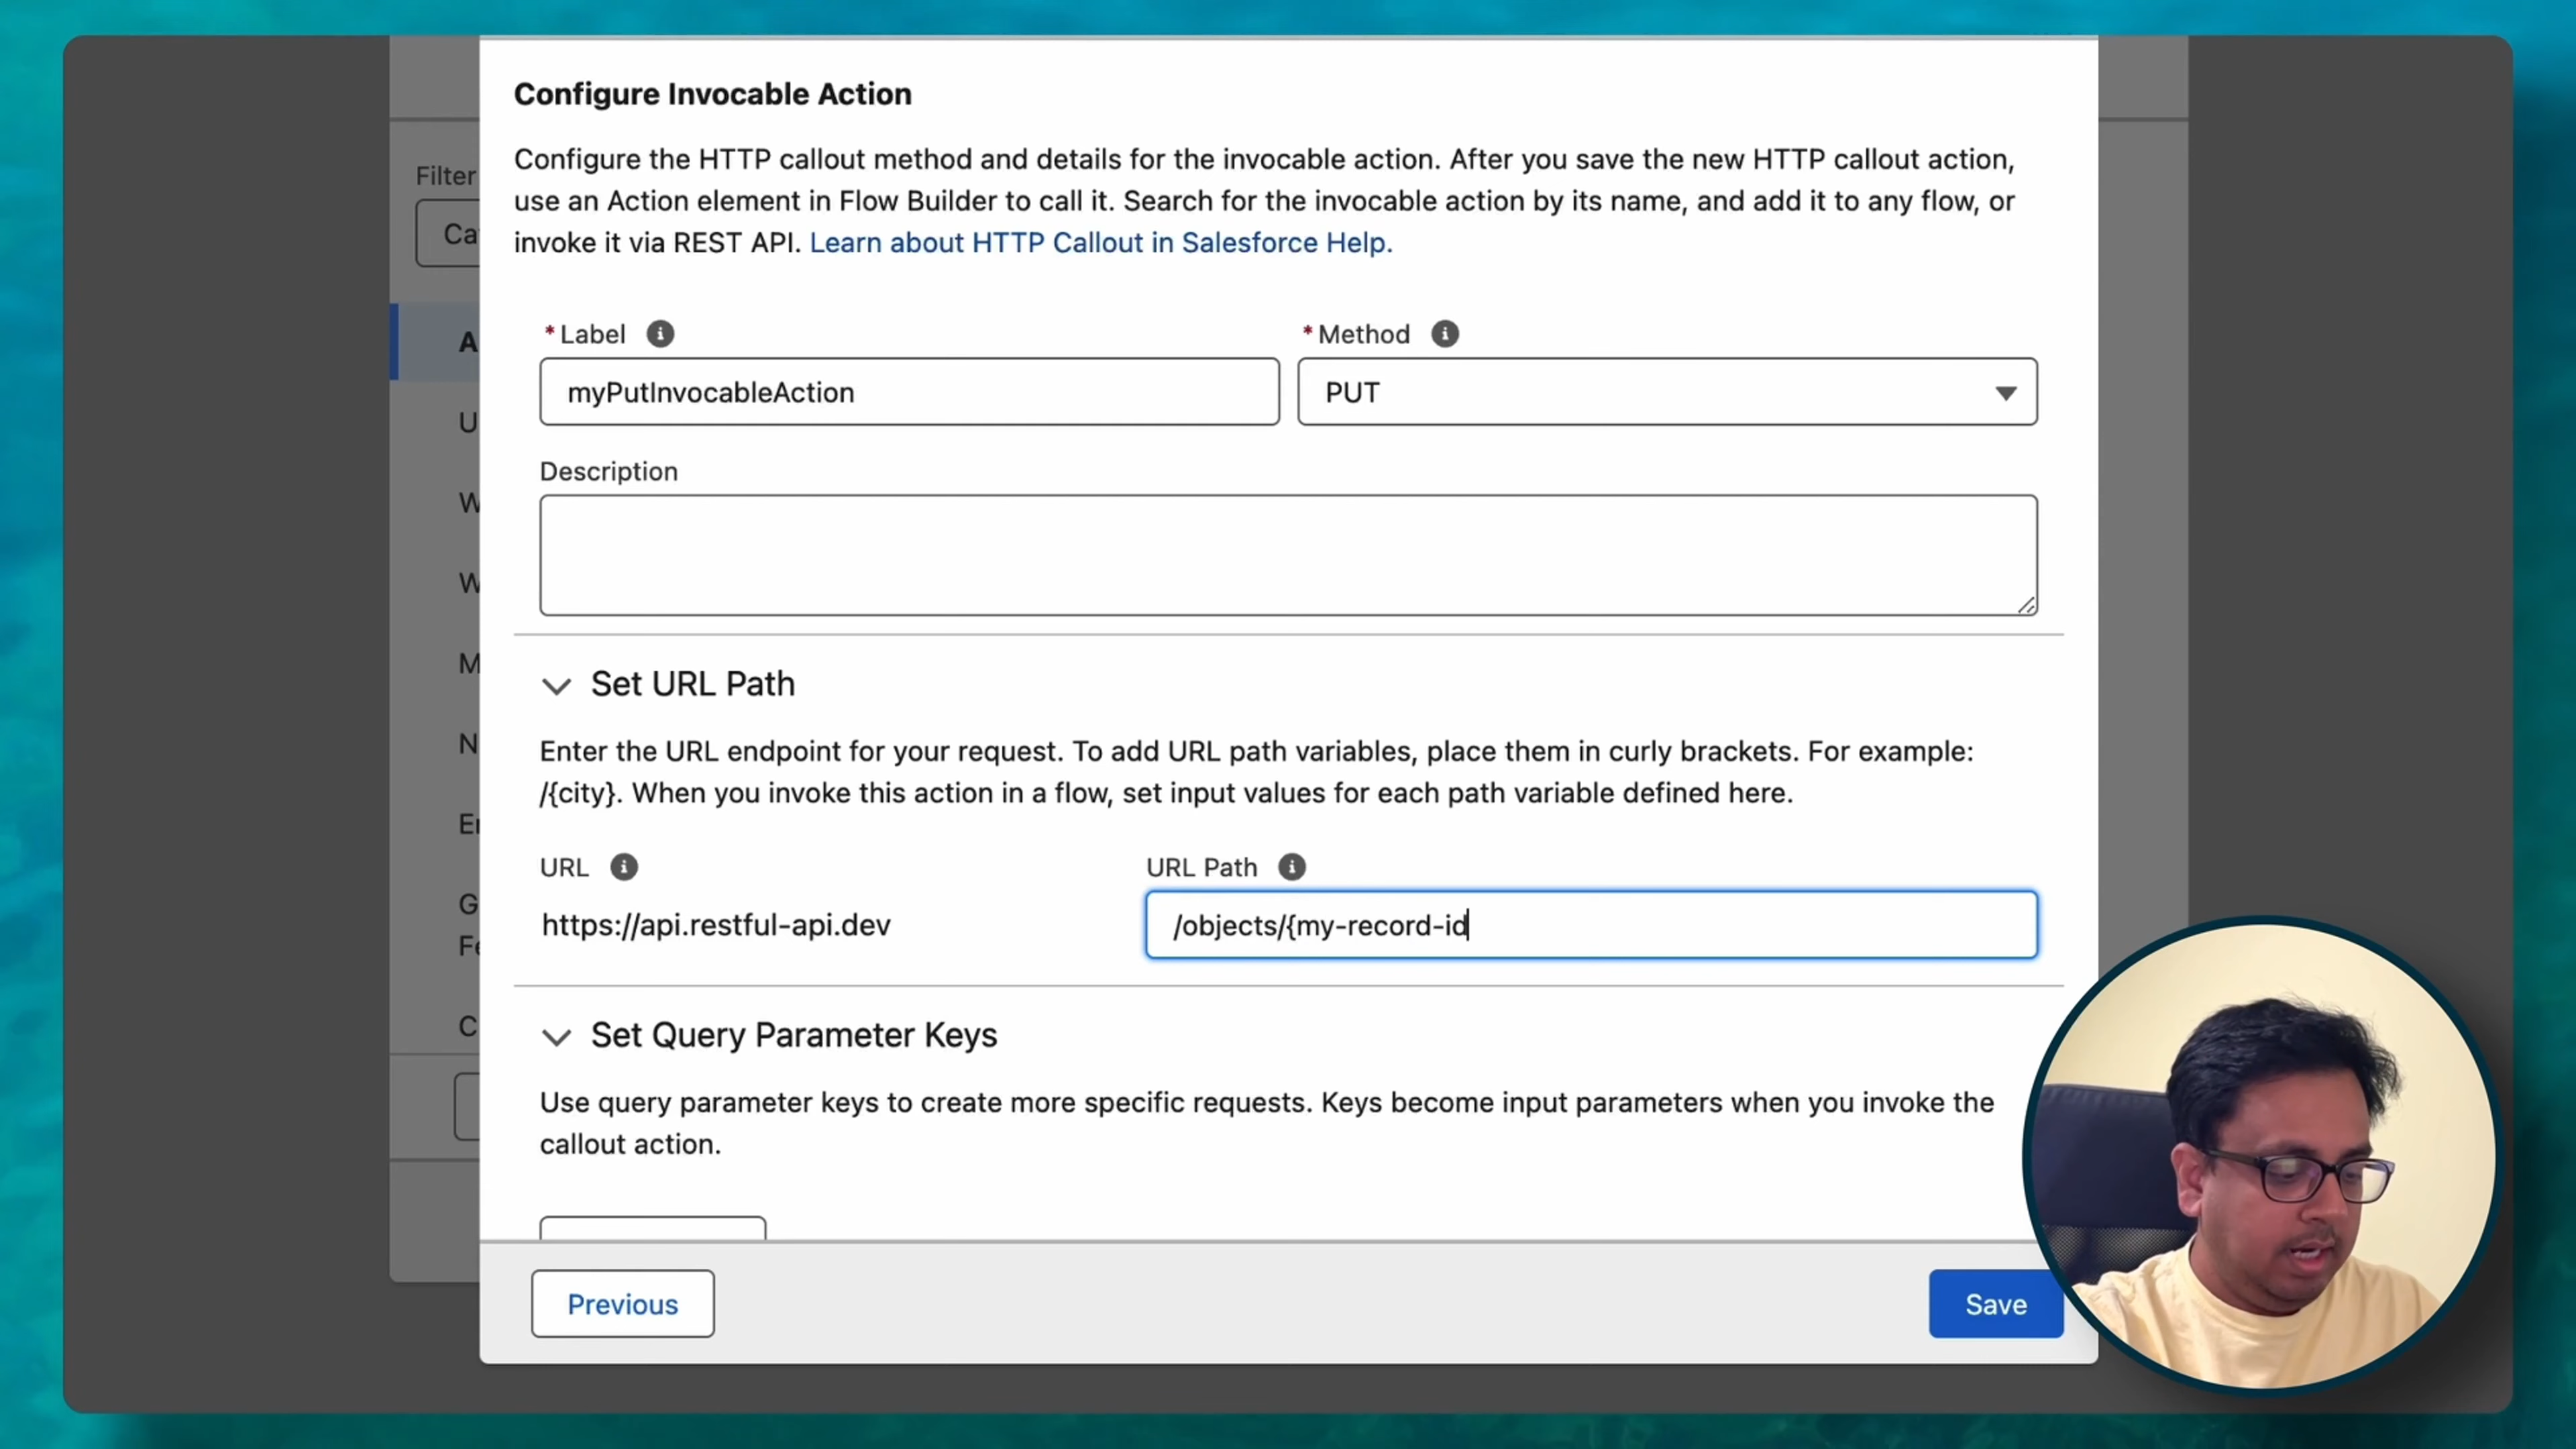 Configure Invocable Action
Configure the HTTP callout method and details for the invocable action. After you save the new HTTP callout action,
use an Action element in Flow Builder to call it. Search for the invocable action by its name, and add it to any flow, or
invoke it via REST API. Learn about HTTP Callout in Salesforce Help.
Filter
Ca
A
U
W
W
M
N
G
C
* Label
* Method
myPutInvocableAction
PUT
Description
Set URL Path
Enter the URL endpoint for your request. To add URL path variables, place them in curly brackets. For example:
/{city}. When you invoke this action in a flow, set input values for each path variable defined here.
URL
URL Path
https://api.restful-api.dev
/objects/{my-record-id
Set Query Parameter Keys
Use query parameter keys to create more specific requests. Keys become input parameters when you invoke the
callout action.
Previous
Save